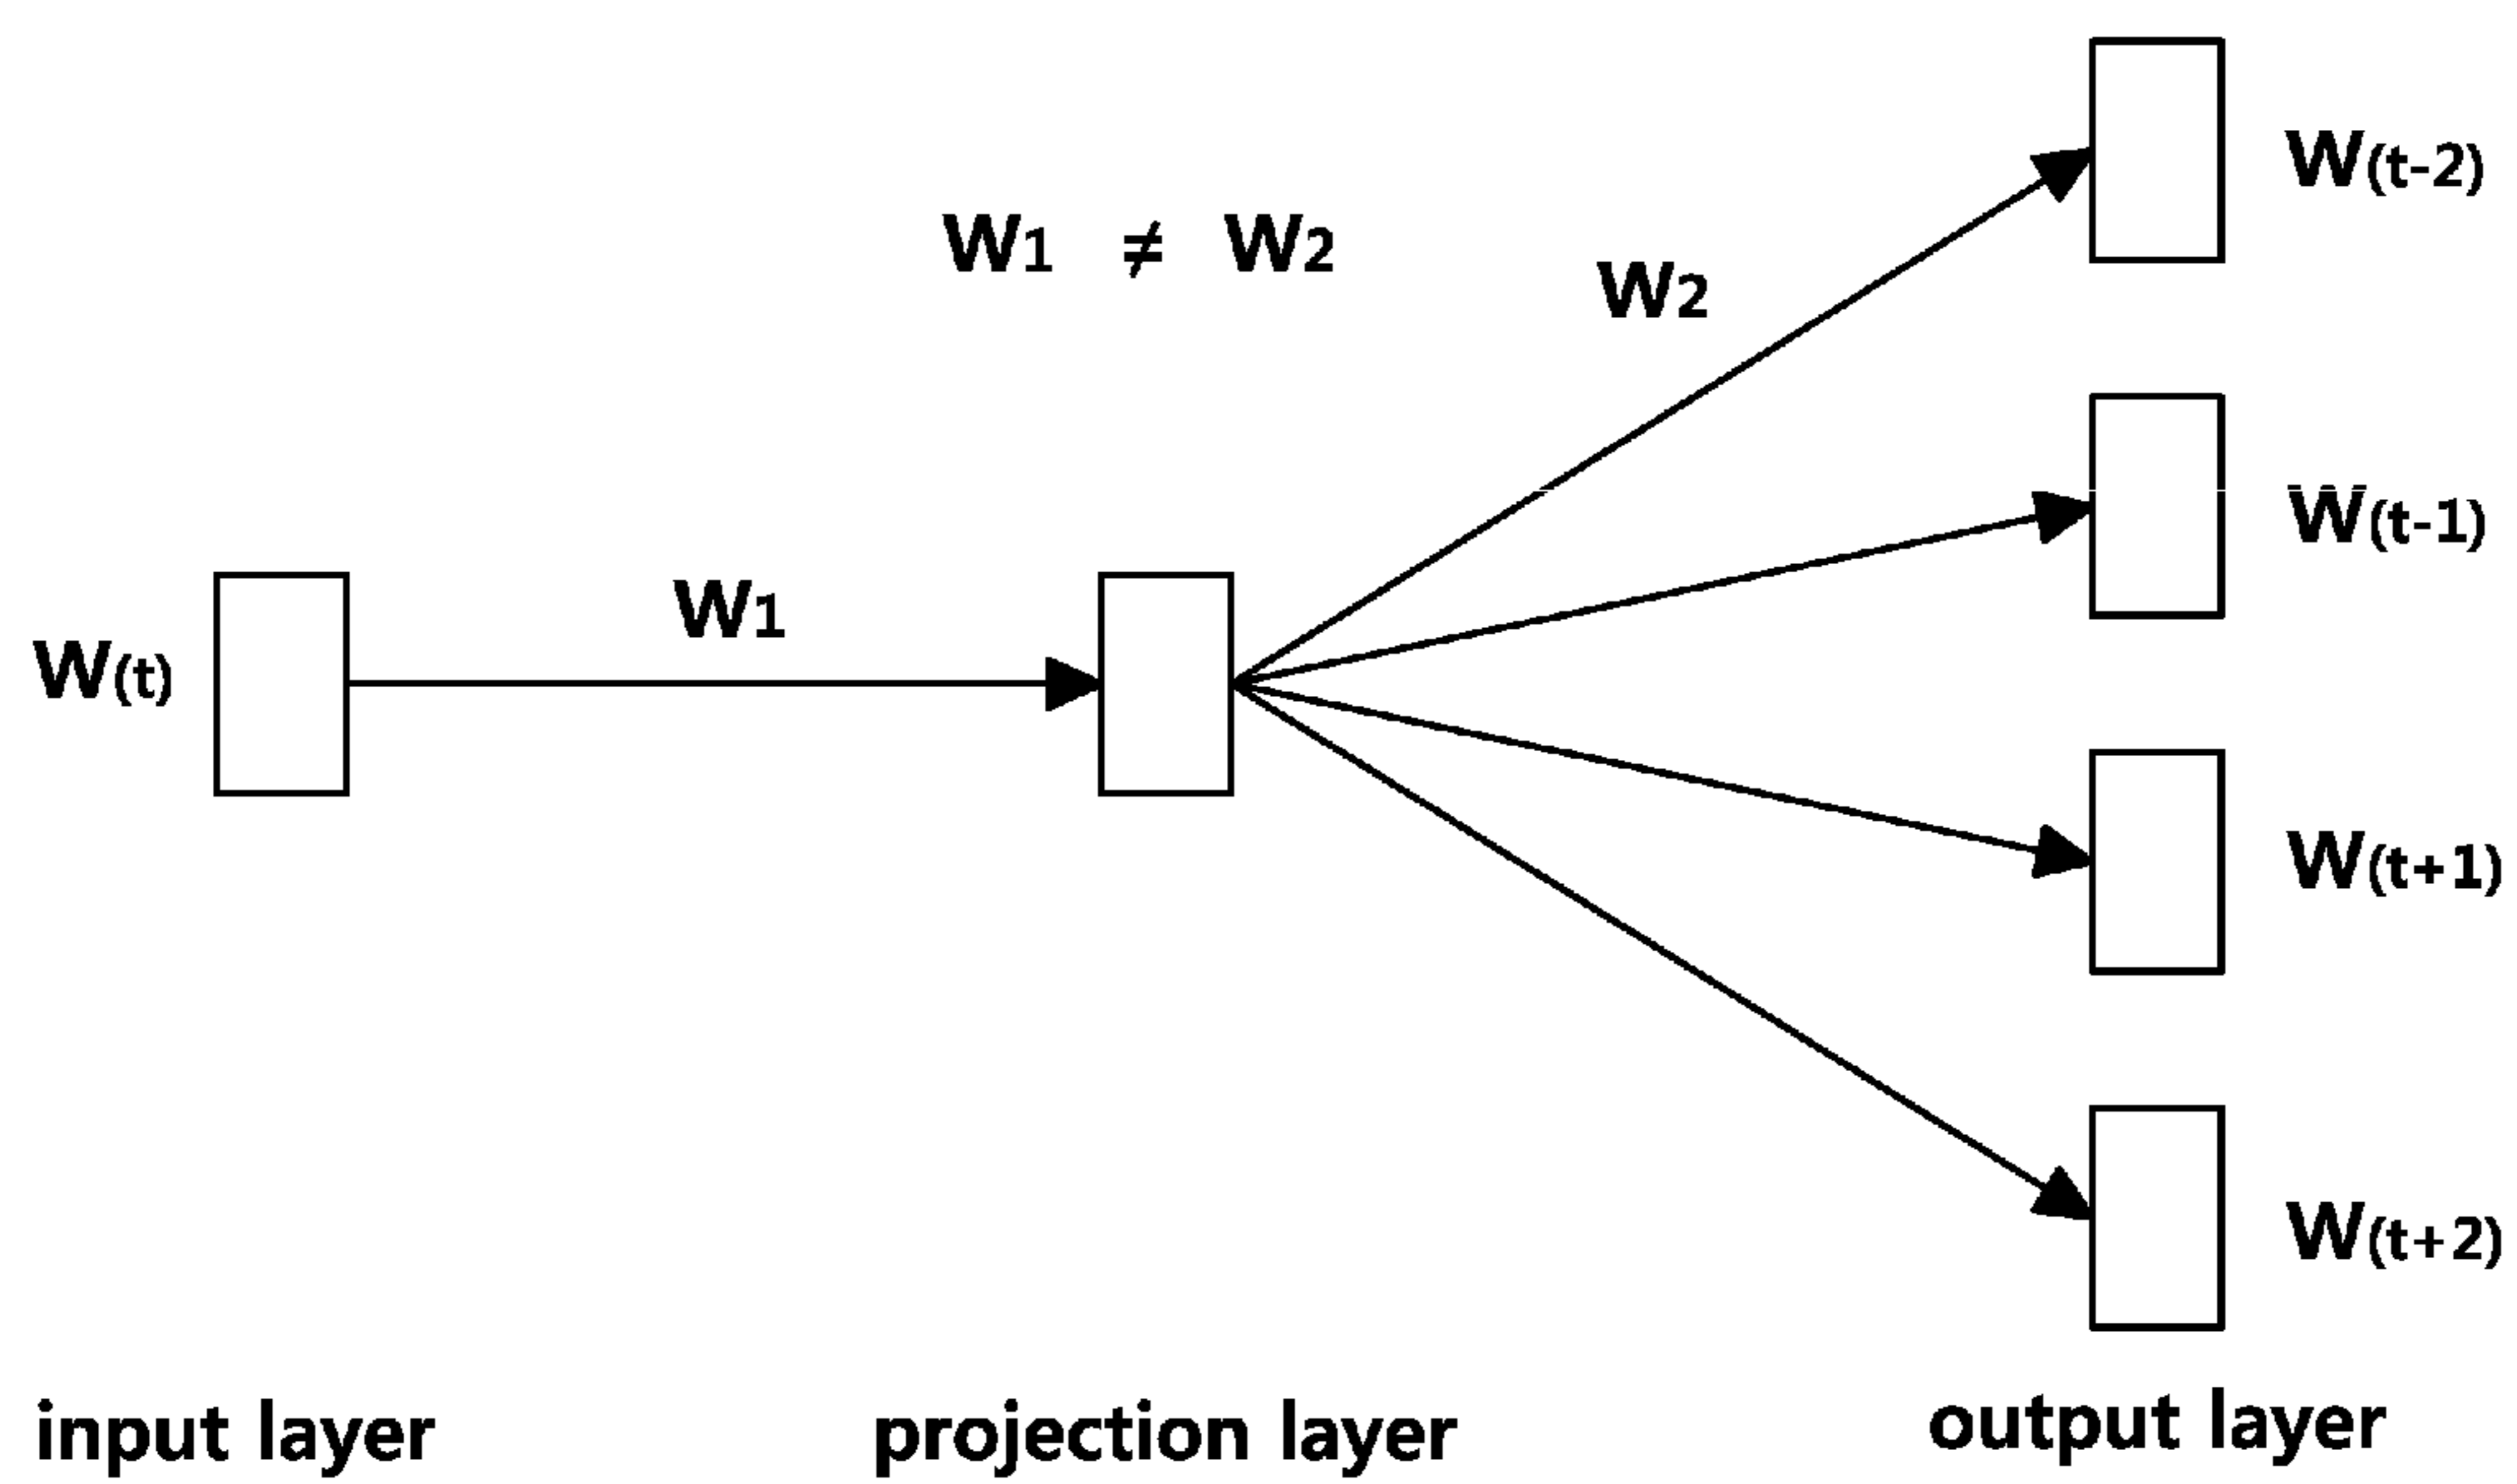 W(t-2)
W1 ≠ W2
W2
W(t-1)
W1
W(t)
W(t+1)
W(t+2)
input layer
projection layer
output layer